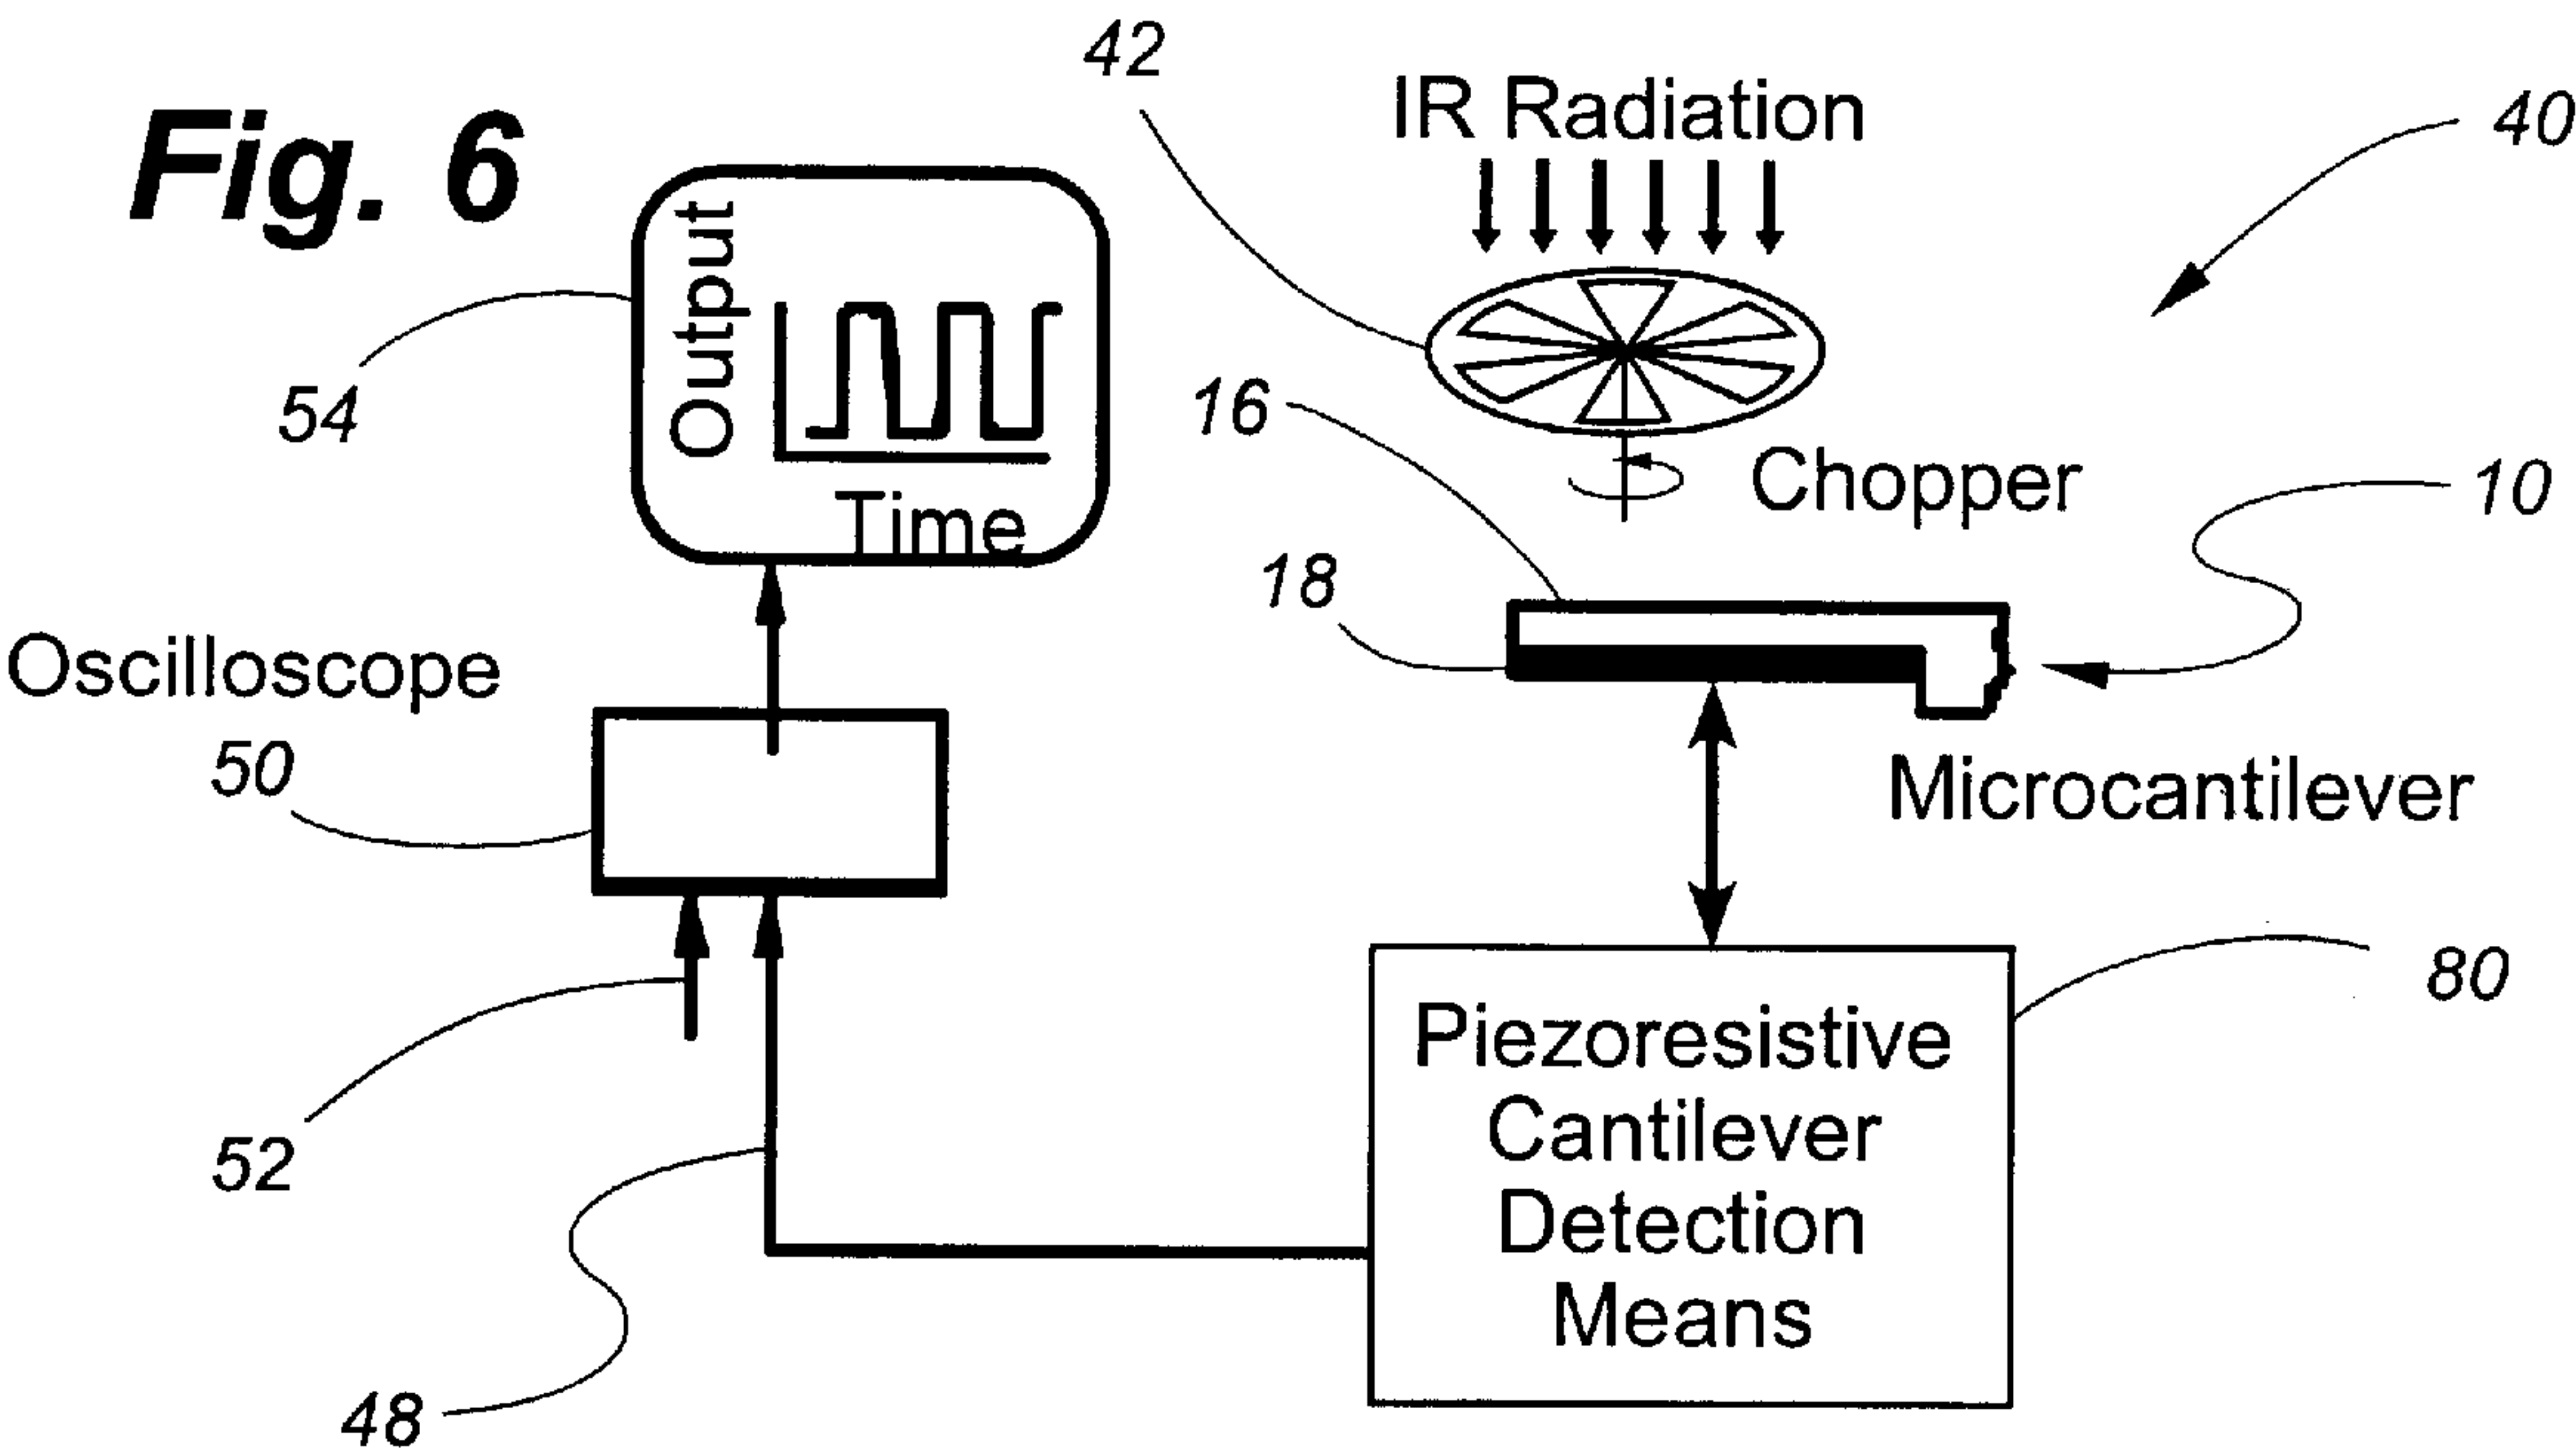 Fig. 6
42
IR Radiation
40
Output
Time
54
16
Chopper
10
18
Oscilloscope
50
Microcantilever
80
Piezoresistive
Cantilever
Detection
Means
52
48